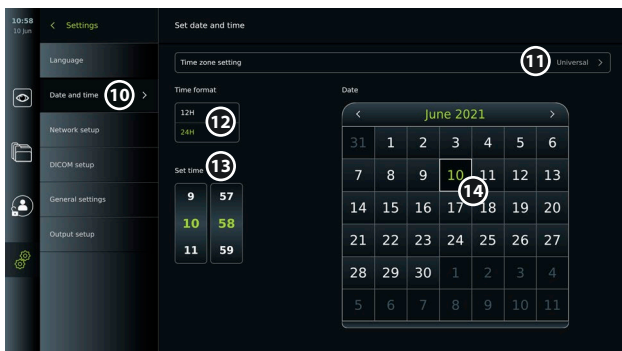 10:58
10 Jun
< Settings
Set date and time
Language
Date and time 10 >
Network setup
DICOM setup
General settings
Output setup
Time zone setting 11 Universal >
Time format
12H
24H
12
Set time 13
9 57
10 58
11 59
Date
< June 2021 >
31 1 2 3 4 5 6
7 8 9 10 11 12 13
14
14 15 16 17 18 19 20
21 22 23 24 25 26 27
28 29 30 1 2 3 4
5 6 7 8 9 10 11